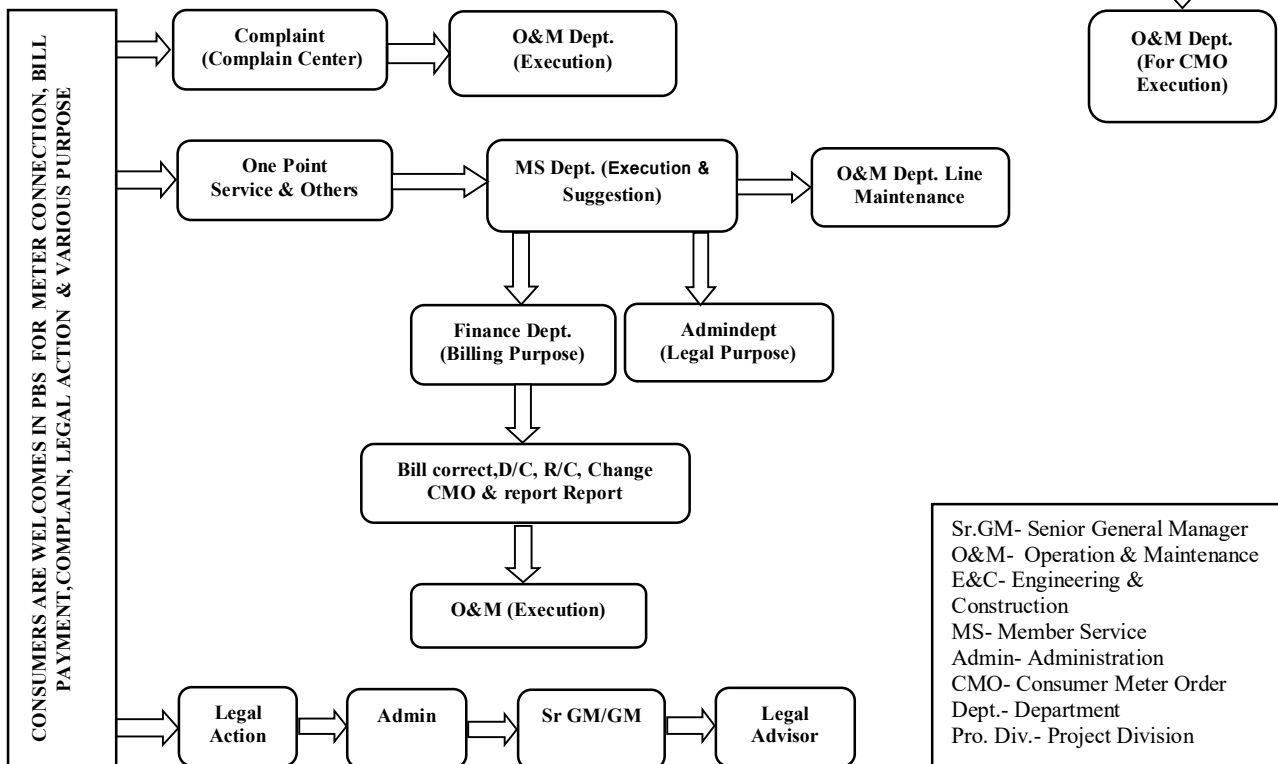 CONSUMERS ARE WELCOMES IN PBS FOR METER CONNECTION, BILL
PAYMENT,COMPLAIN, LEGAL ACTION & VARIOUS PURPOSE
Complaint
(Complain Center)
O&M Dept.
(Execution)
O&M Dept.
(For CMO
Execution)
One Point
Service & Others
MS Dept. (Execution &
Suggestion)
O&M Dept. Line
Maintenance
Finance Dept.
(Billing Purpose)
Admindept
(Legal Purpose)
Bill correct,D/C, R/C, Change
CMO & report Report
O&M (Execution)
Legal
Action
Admin
Sr GM/GM
Legal
Advisor
Sr.GM- Senior General Manager
O&M- Operation & Maintenance
E&C- Engineering &
Construction
MS- Member Service
Admin- Administration
CMO- Consumer Meter Order
Dept.- Department
Pro. Div.- Project Division